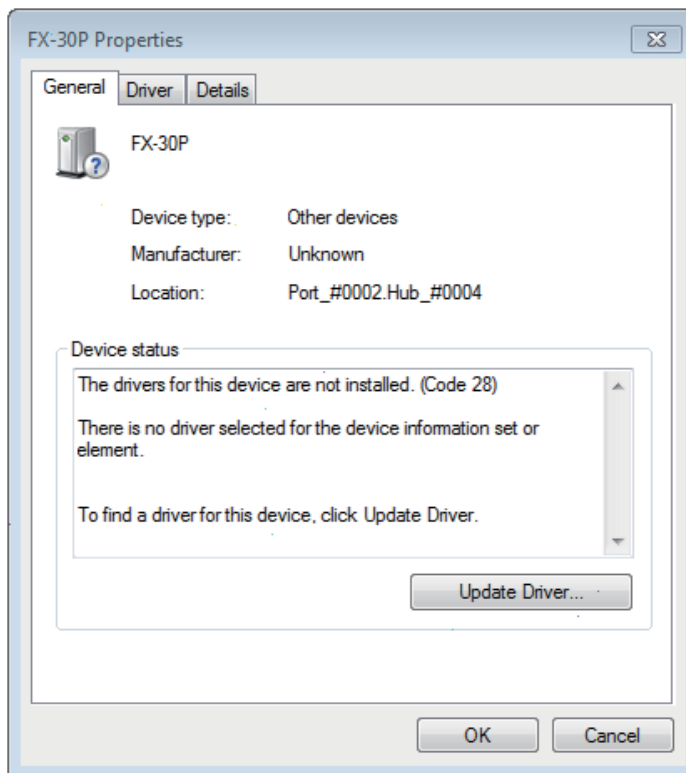 FX-30P Properties
General Driver Details
FX-30P
Device type: Other devices
Manufacturer: Unknown
Location: Port_#0002.Hub_#0004
Device status
The drivers for this device are not installed. (Code 28)
There is no driver selected for the device information set or
element.
To find a driver for this device, click Update Driver.
Update Driver...
OK Cancel